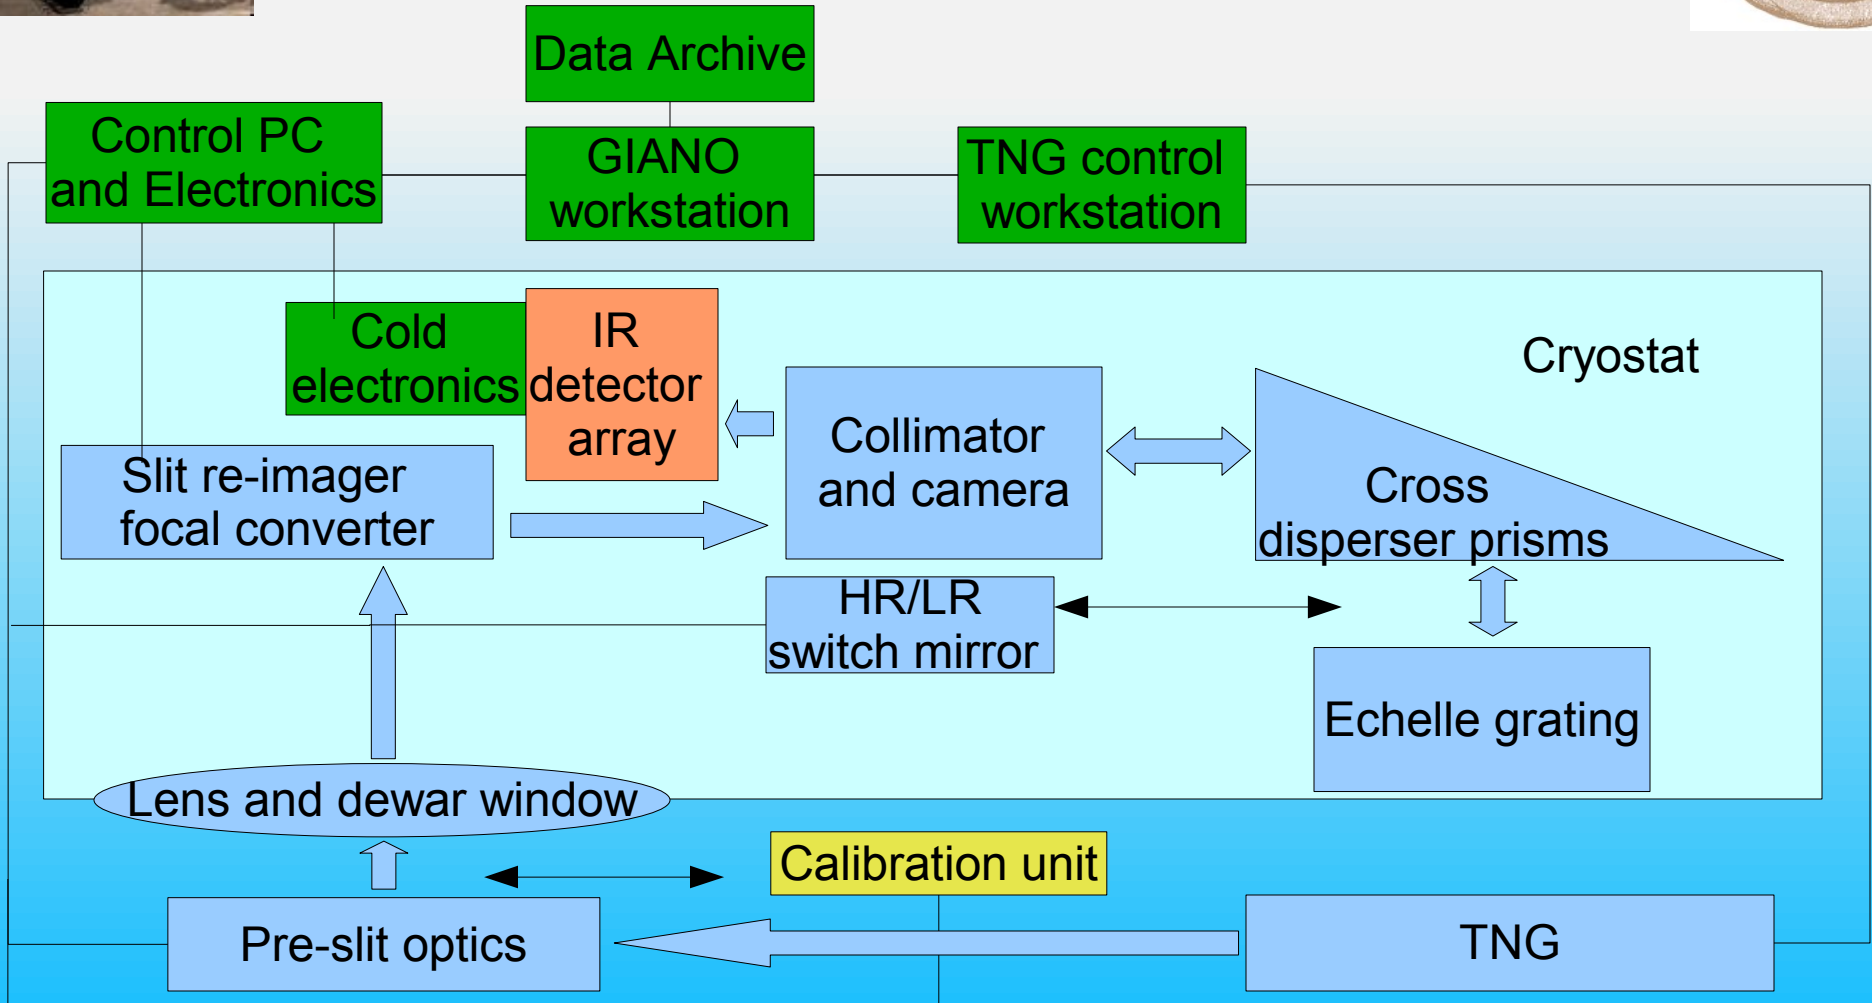 Data Archive
Control PC
and Electronics
GIANO
workstation
TNG control
workstation
Cold
electronics
IR
detector
array
Cryostat
Collimator
and camera
Slit re-imager
focal converter
Cross
disperser prisms
HR/LR
switch mirror
Echelle grating
Lens and dewar window
Calibration unit
Pre-slit optics
TNG